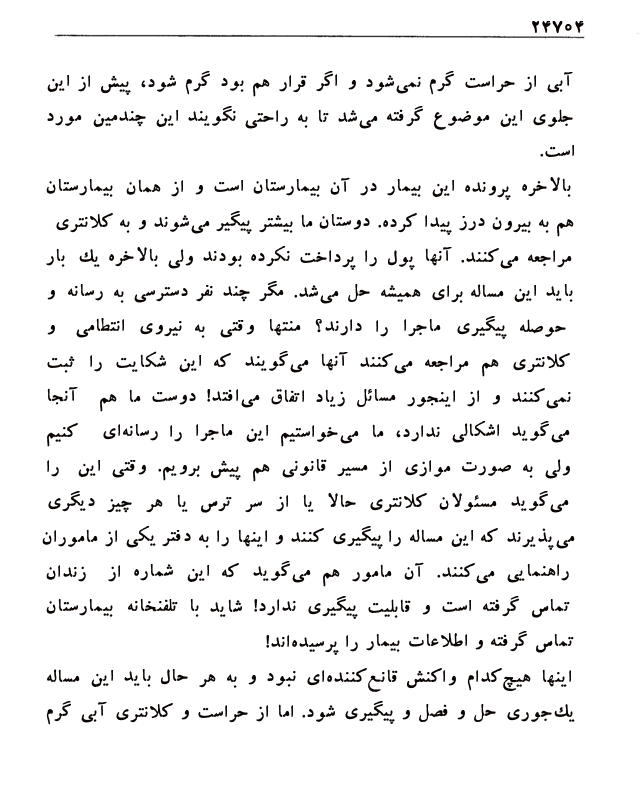 ۲۴۷۰۴
آبی از حراست گرم نمی‌شود و اگر قرار هم بود گرم شود، پیش از این
جلوی این موضوع گرفته می‌شد تا به راحتی نگویند این چندمین مورد
است.
بالاخره پرونده این بیمار در آن بیمارستان است و از همان بیمارستان
هم به بیرون درز پیدا کرده. دوستان ما بیشتر پیگیر می‌شوند و به کلانتری
مراجعه می‌کنند. آنها پول را پرداخت نکرده بودند ولی بالاخره یك بار
باید این مساله برای همیشه حل می‌شد. مگر چند نفر دسترسی به رسانه و
حوصله پیگیری ماجرا را دارند؟ منتها وقتی به نیروی انتظامی و
کلانتری هم مراجعه می‌کنند آنها می‌گویند که این شکایت را ثبت
نمی‌کنند و از اینجور مسائل زیاد اتفاق می‌افتد! دوست ما هم آنجا
می‌گوید اشکالی ندارد، ما می‌خواستیم این ماجرا را رسانه‌ای کنیم
ولی به صورت موازی از مسیر قانونی هم پیش برویم. وقتی این را
می‌گوید مسئولان کلانتری حالا یا از سر ترس یا هر چیز دیگری
می‌پذیرند که این مساله را پیگیری کنند و اینها را به دفتر یکی از ماموران
راهنمایی می‌کنند. آن مامور هم می‌گوید که این شماره از زندان
تماس گرفته است و قابلیت پیگیری ندارد! شاید با تلفنخانه بیمارستان
تماس گرفته و اطلاعات بیمار را پرسیده‌اند!
اینها هیچ‌کدام واکنش قانع‌کننده‌ای نبود و به هر حال باید این مساله
یك‌جوری حل و فصل و پیگیری شود. اما از حراست و کلانتری آبی گرم